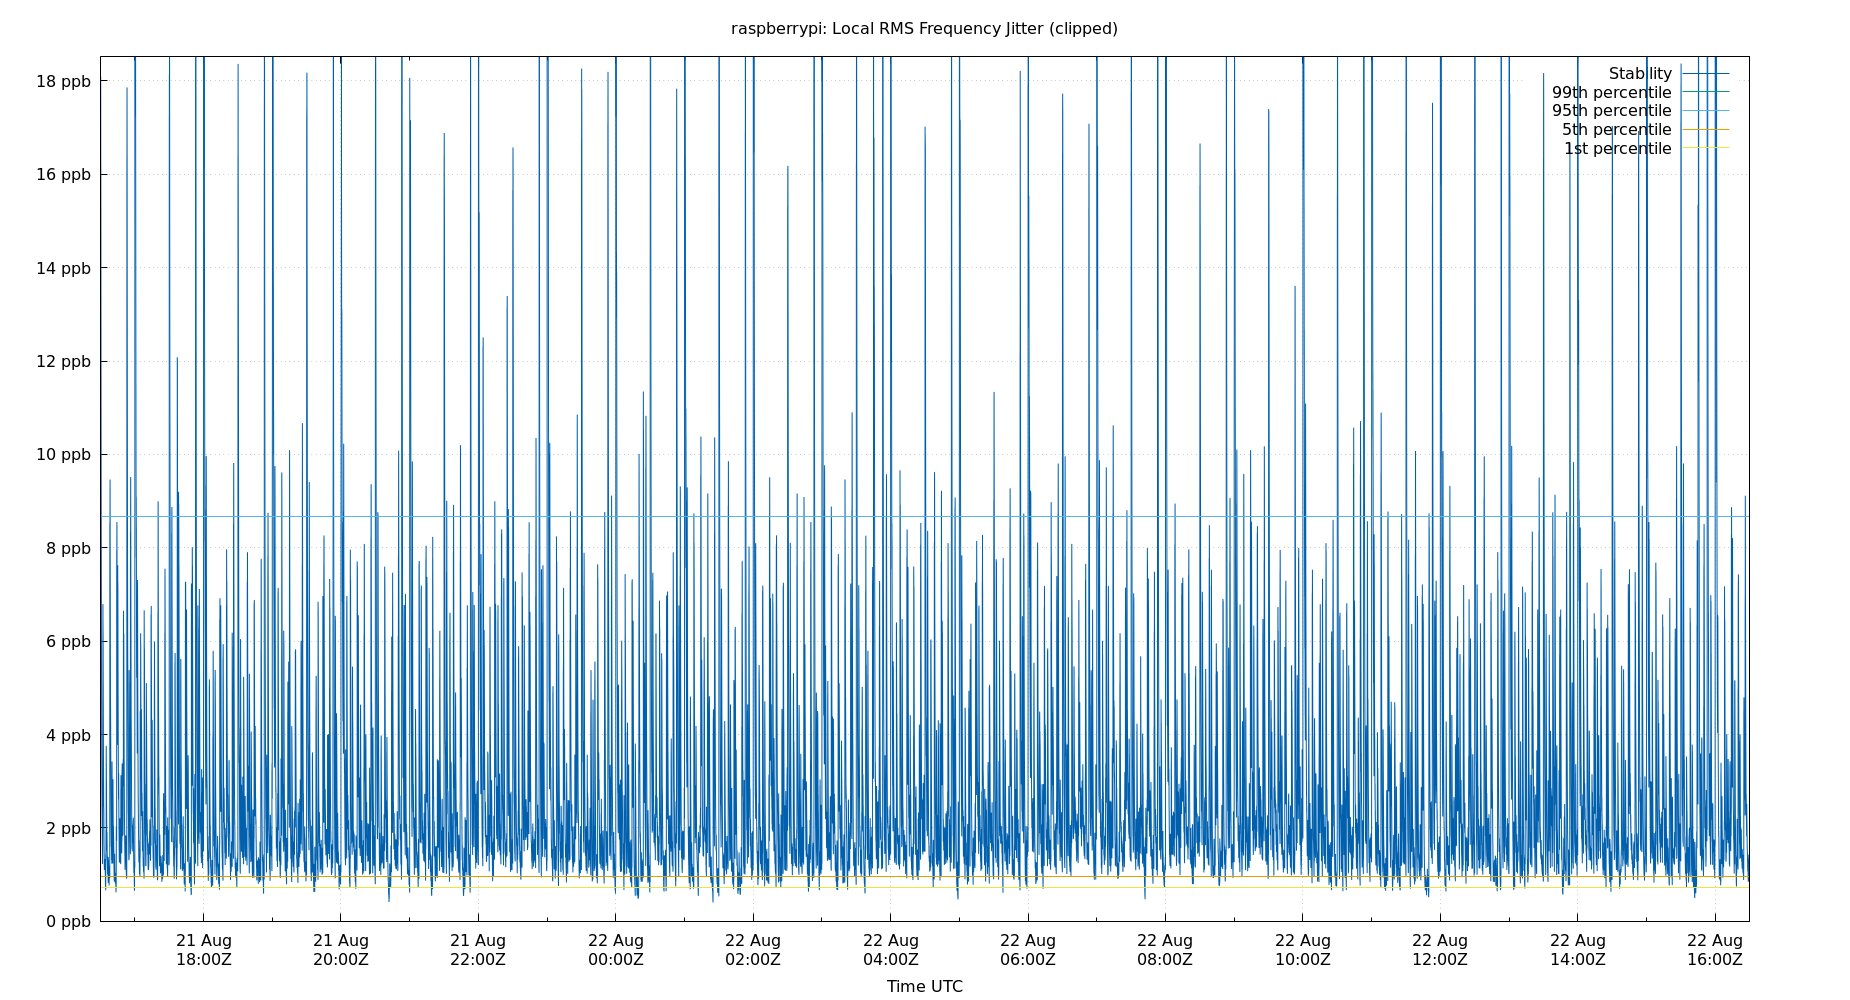 raspberrypi: Local RMS Frequency Jitter (clipped)
Stability
99th percentile
95th percentile
5th percentile
1st percentile
18 ppb
16 ppb
14 ppb
12 ppb
10 ppb
8 ppb
6 ppb
4 ppb
2 ppb
0 ppb
21 Aug 21 Aug 21 Aug 22 Aug 22 Aug 22 Aug 22 Aug 22 Aug 22 Aug 22 Aug 22 Aug 22 Aug
18:00Z 20:00Z 22:00Z 00:00Z 02:00Z 04:00Z 06:00Z 08:00Z 10:00Z 12:00Z 14:00Z 16:00Z
Time UTC